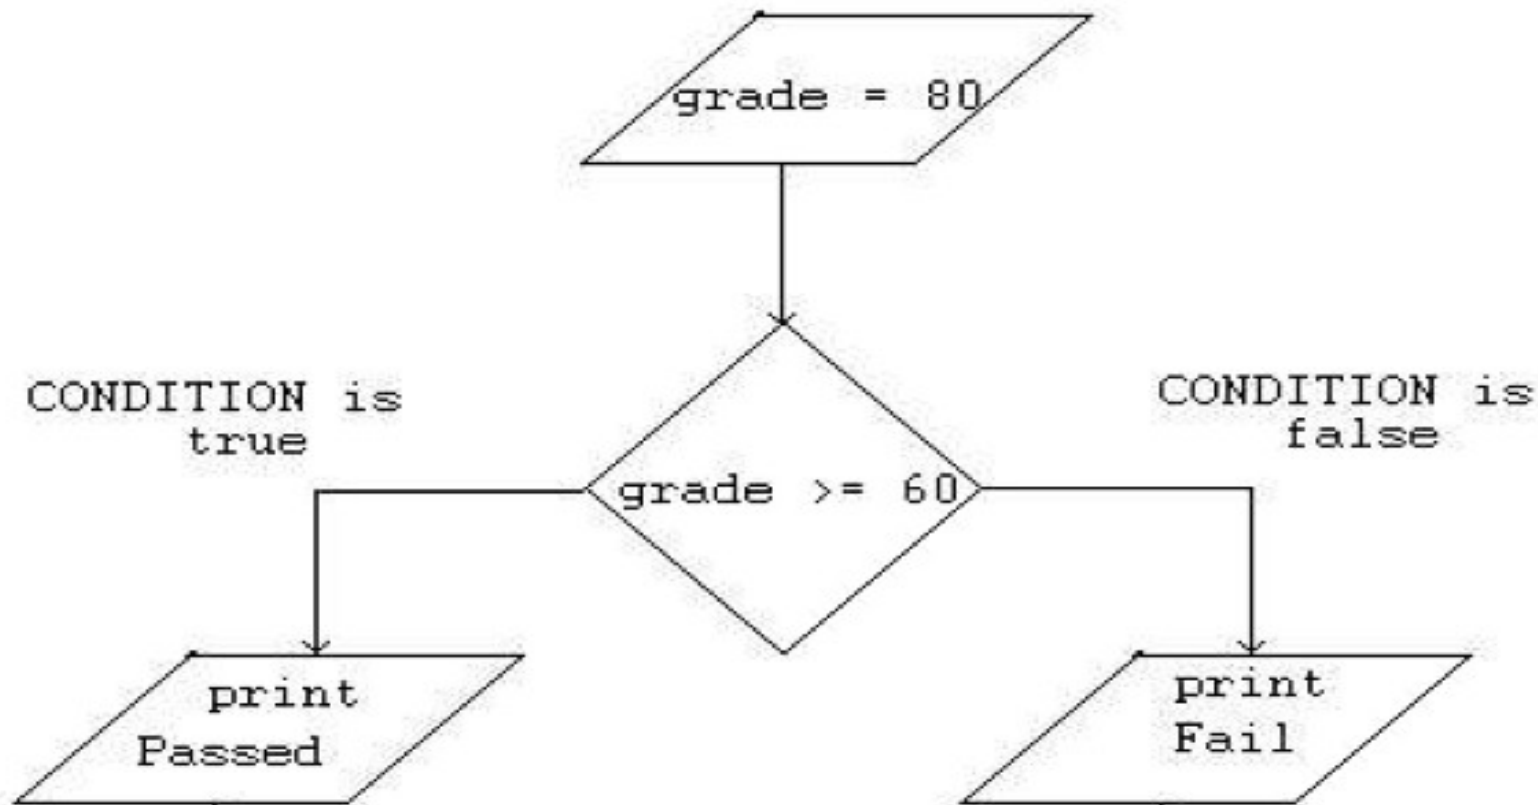 grade = 80
CONDITION is
true
CONDITION is
false
grade >= 60
print
Passed
print
Fail